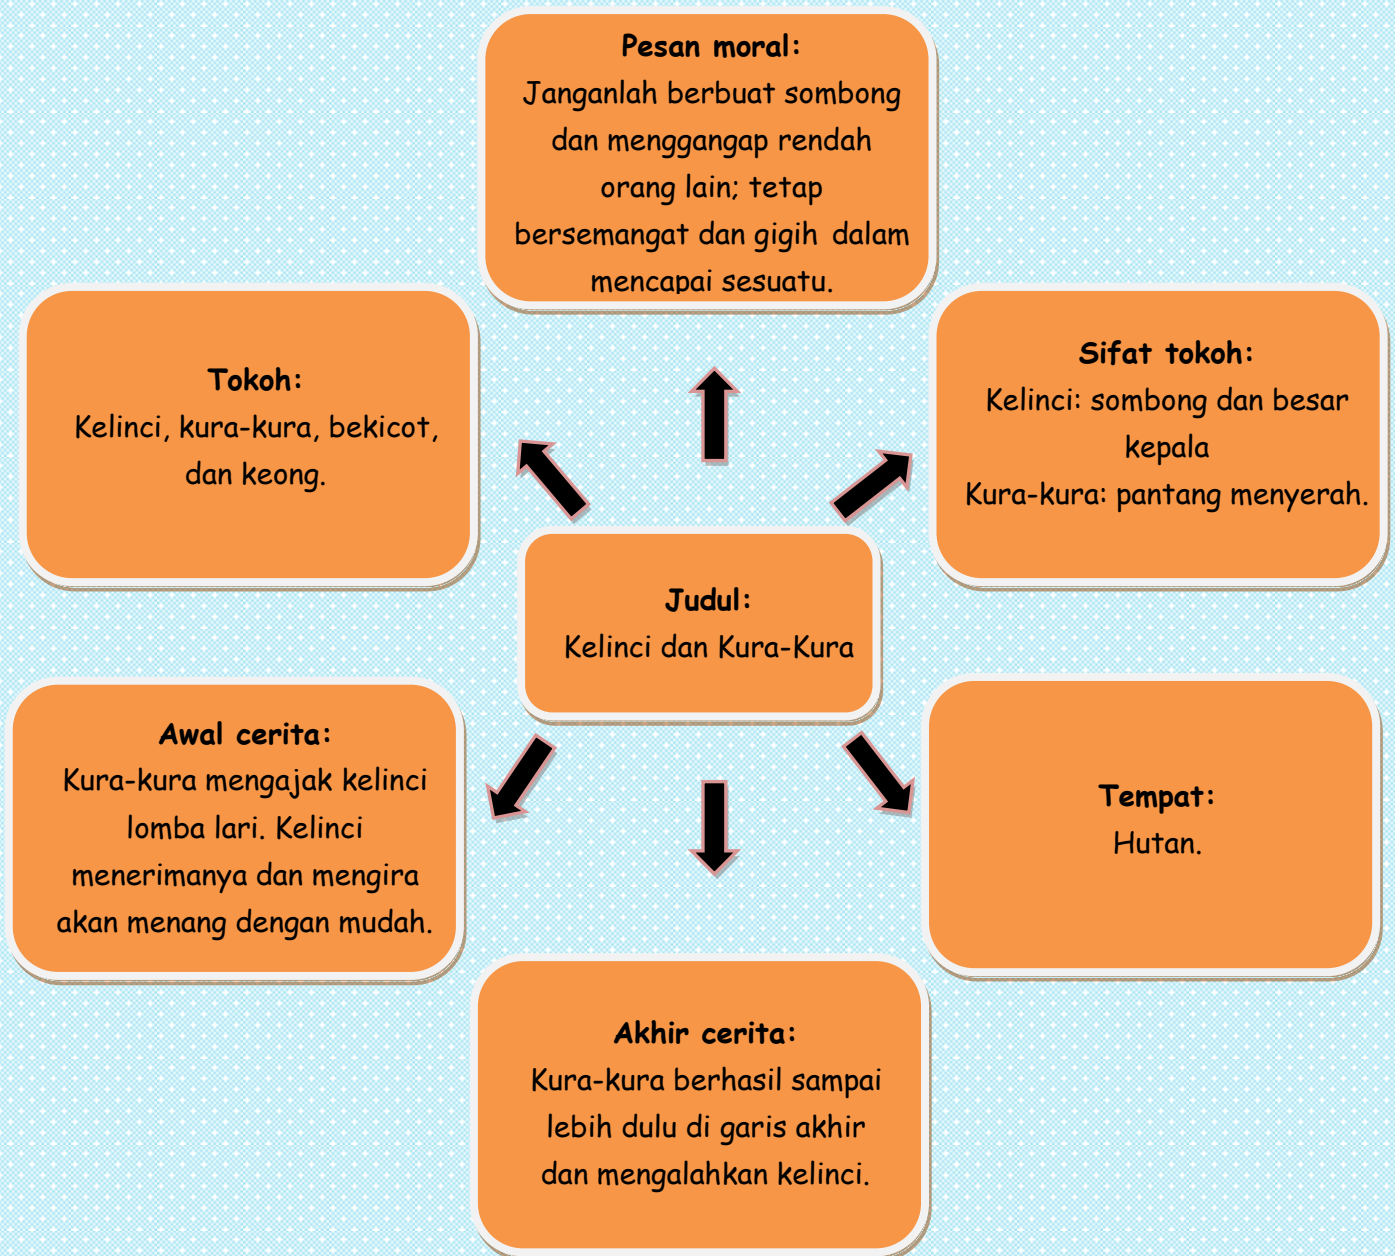 Pesan moral:
Janganlah berbuat sombong
dan menggangap rendah
orang lain; tetap
bersemangat dan gigih dalam
mencapai sesuatu.
Tokoh:
Kelinci, kura-kura, bekicot,
dan keong.
Sifat tokoh:
Kelinci: sombong dan besar
kepala
Kura-kura: pantang menyerah.
Judul:
Kelinci dan Kura-Kura
Awal cerita:
Kura-kura mengajak kelinci
lomba lari. Kelinci
menerimanya dan mengira
akan menang dengan mudah.
Tempat:
Hutan.
Akhir cerita:
Kura-kura berhasil sampai
lebih dulu di garis akhir
dan mengalahkan kelinci.